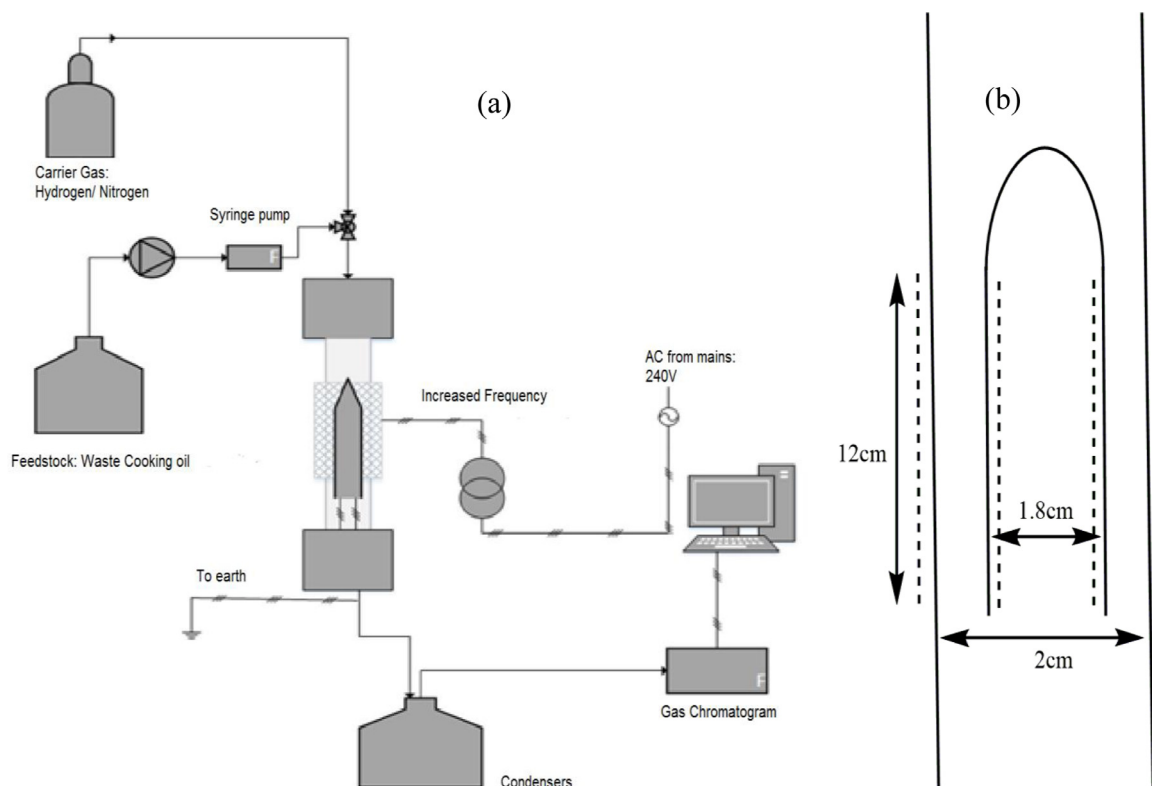 (a)
Carrier Gas:
Hydrogen/ Nitrogen
Syringe pump
F
Feedstock: Waste Cooking oil
Increased Frequency
AC from mains:
240V
To earth
F
Gas Chromatogram
Condensers
(b)
12cm
1.8cm
2cm